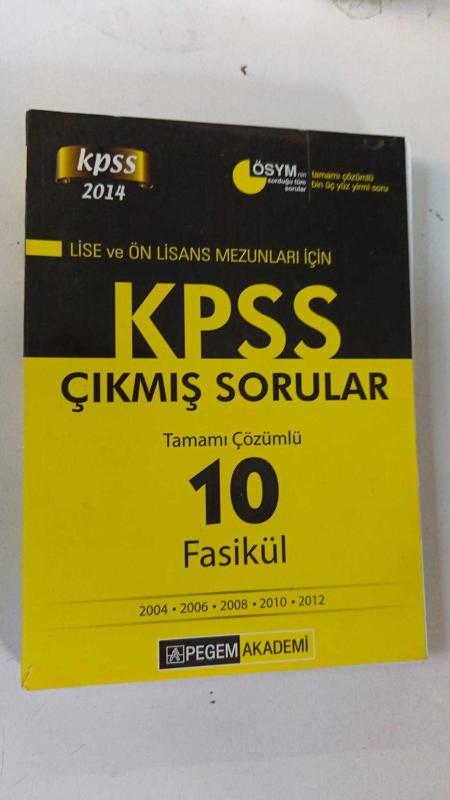 kpss
2014
ÖSYM'nin
sorduğu tüm
sorular
tamamı çözümlü
bin üç yüz yirmi soru
LİSE ve ÖN LİSANS MEZUNLARI İÇİN
KPSS
ÇIKMIŞ SORULAR
Tamamı Çözümlü
10
Fasikül
2004 • 2006 • 2008 • 2010 • 2012
PEGEM AKADEMİ